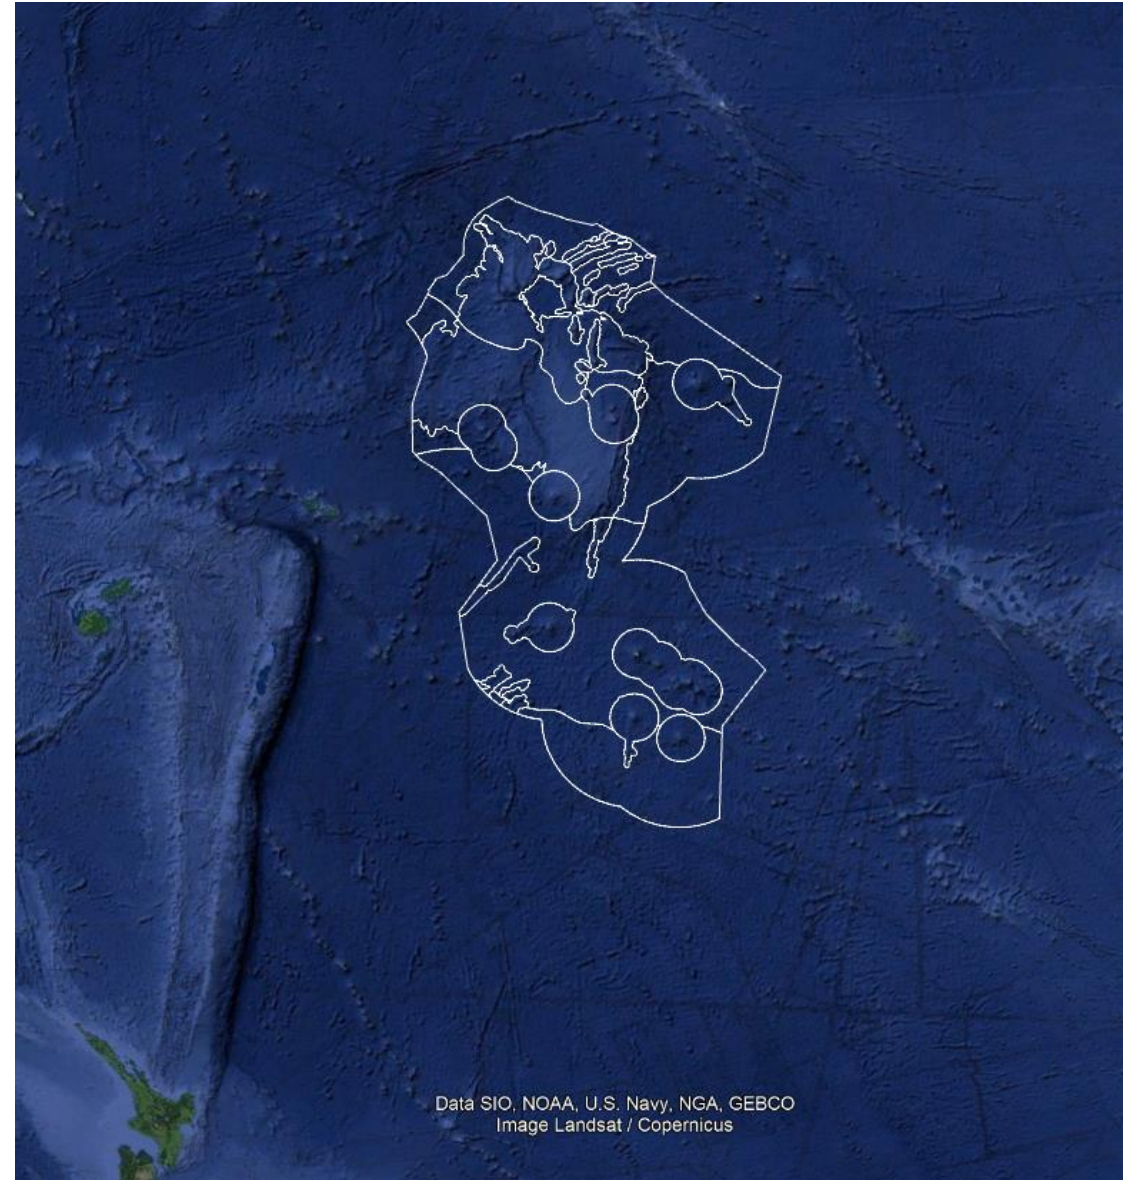 Data SIO, NOAA, U.S. Navy, NGA, GEBCO
Image Landsat / Copernicus